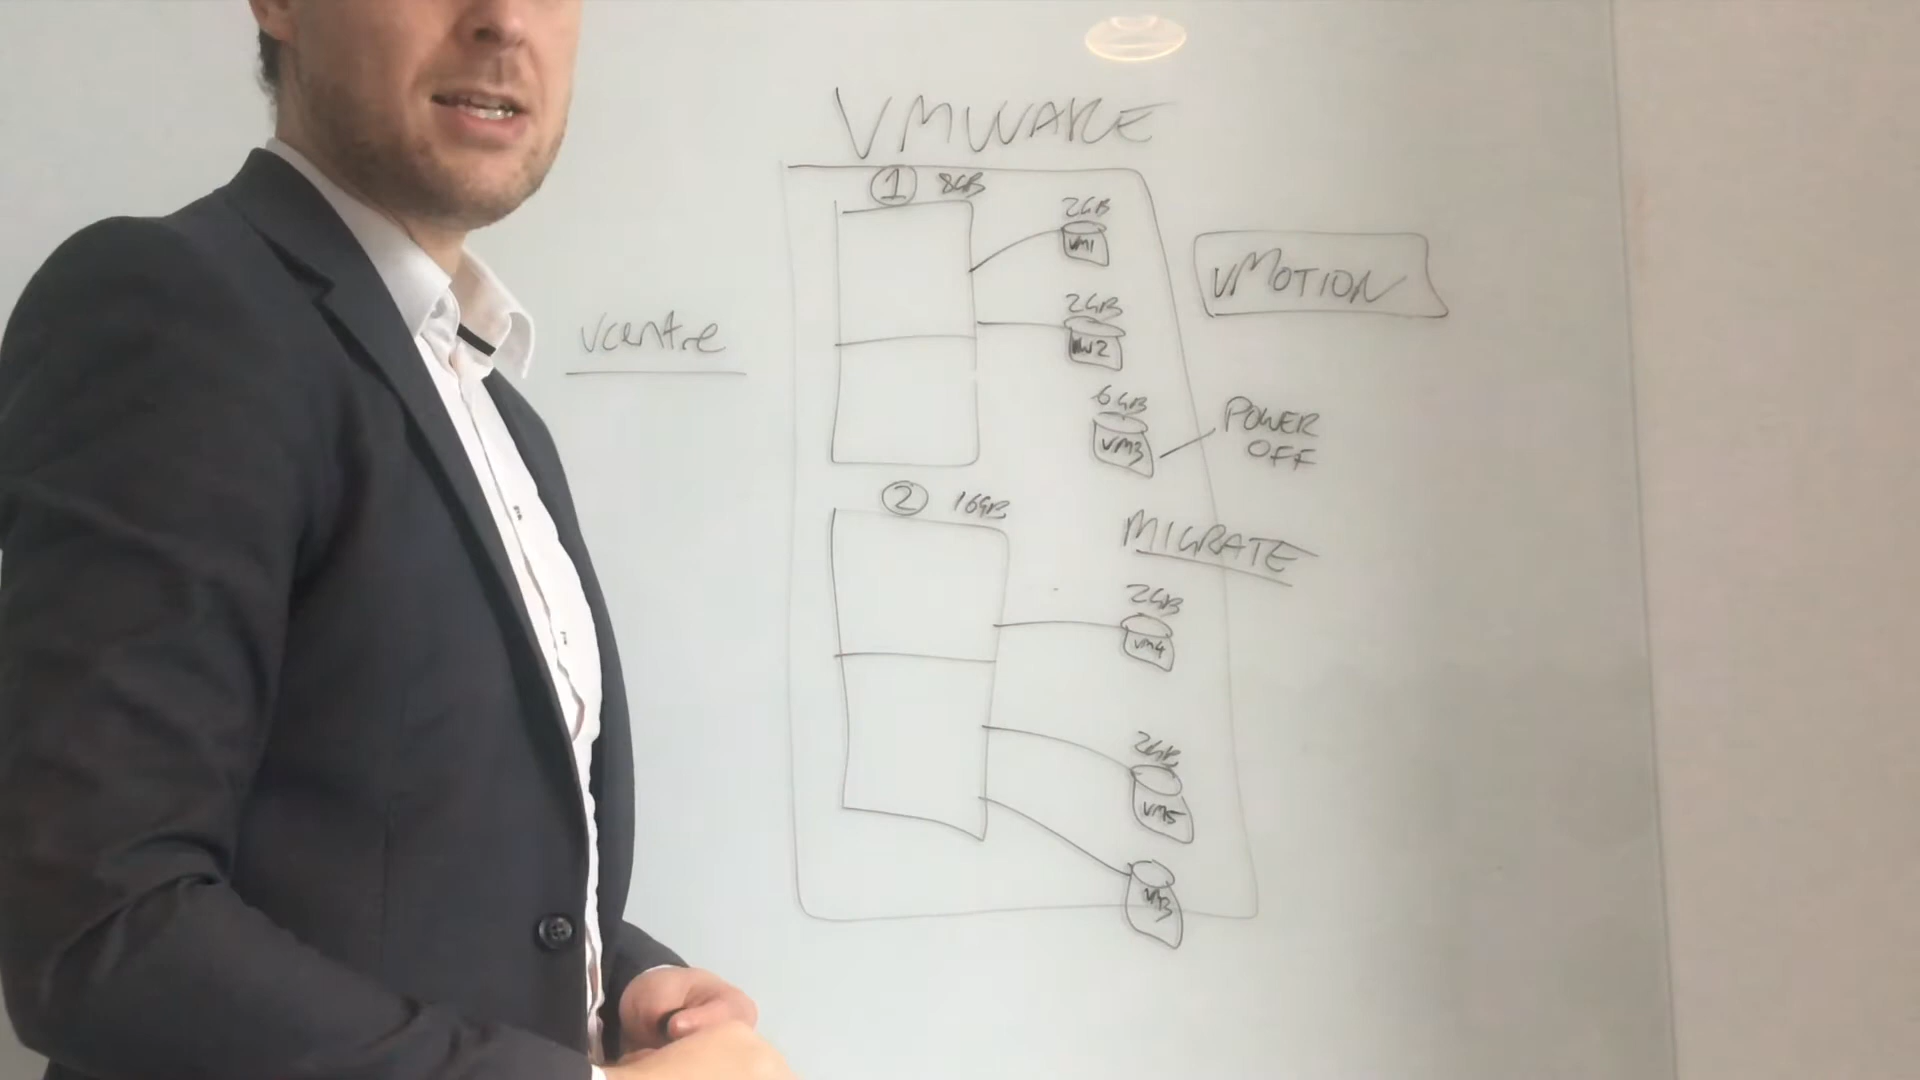 VMWARE
1 8GB
2GB
VM1
vMOTION
2GB
vcentre
6GB
VM3
POWER
OFF
2 16GB
MIGRATE
2GB
VM4
2GB
VM5
VM3